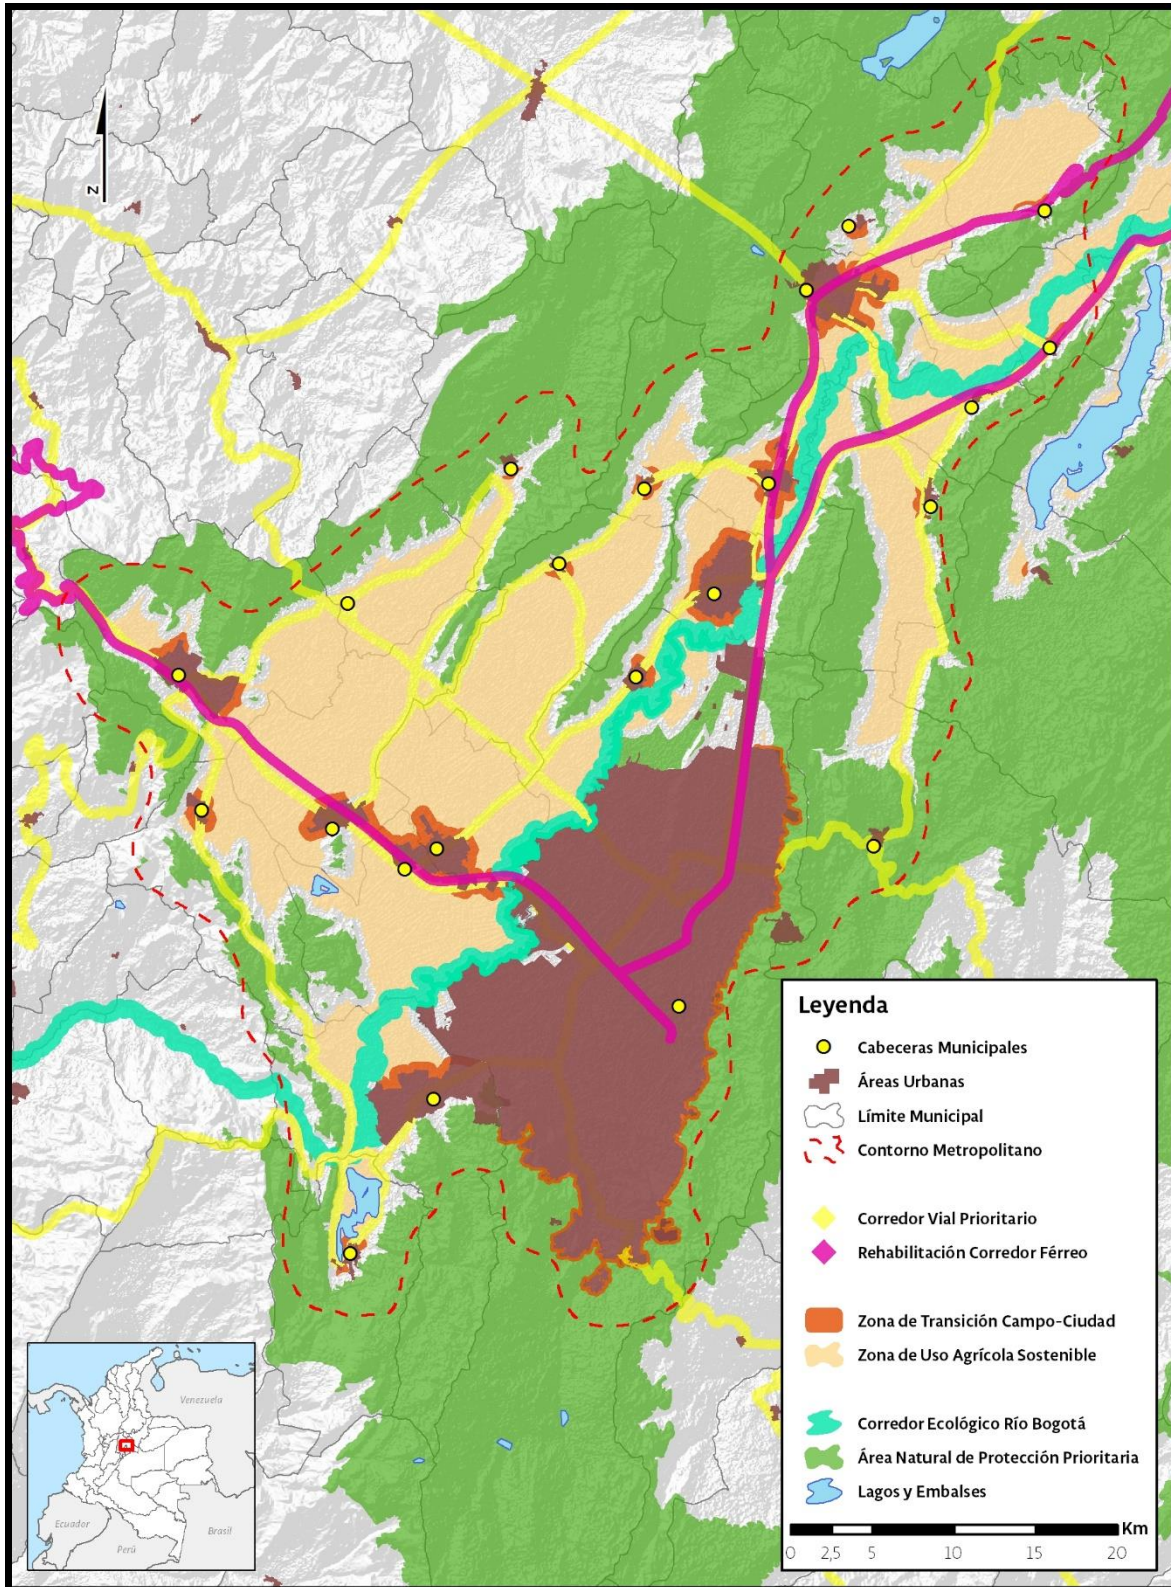 N
Leyenda
Cabeceras Municipales
Áreas Urbanas
Límite Municipal
Contorno Metropolitano
Corredor Vial Prioritario
Rehabilitación Corredor Férreo
Zona de Transición Campo-Ciudad
Zona de Uso Agrícola Sostenible
Corredor Ecológico Río Bogotá
Área Natural de Protección Prioritaria
Lagos y Embalses
Km
0 2,5 5 10 15 20
Venezuela
Ecuador
Perú
Brasil